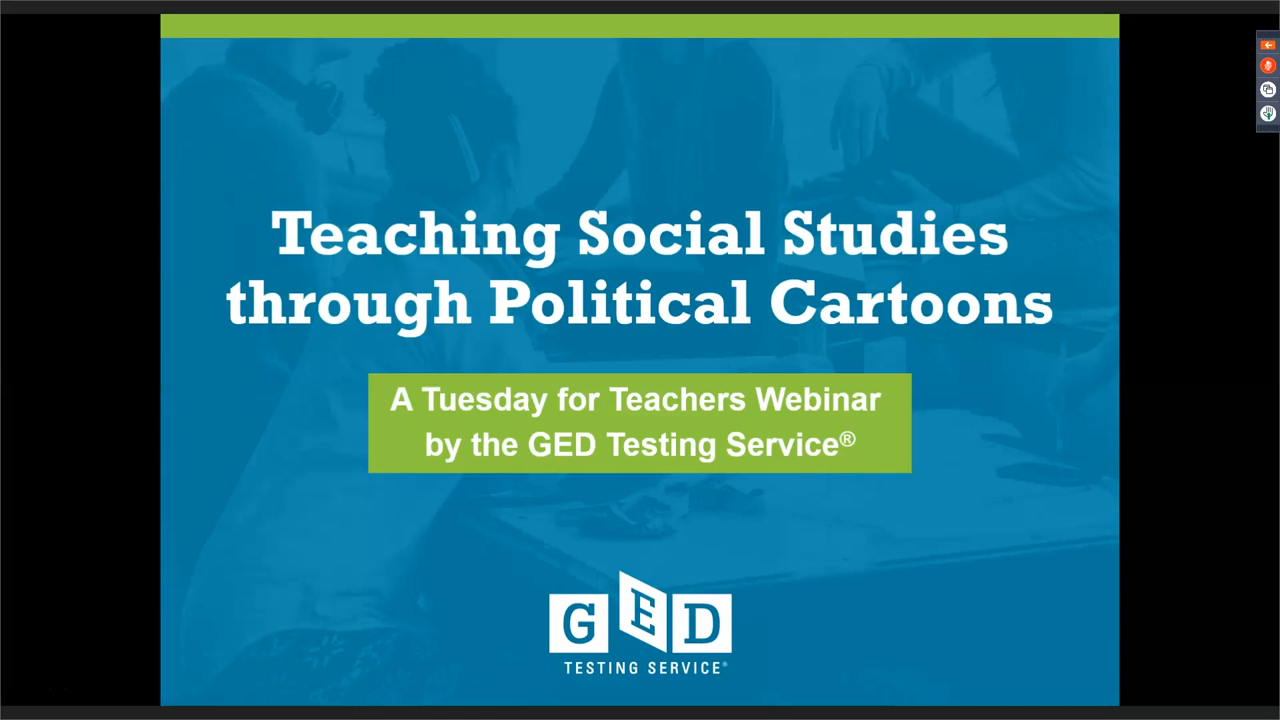 Teaching Social Studies
through Political Cartoons
A Tuesday for Teachers Webinar
by the GED Testing Service®
GED
TESTING SERVICE®